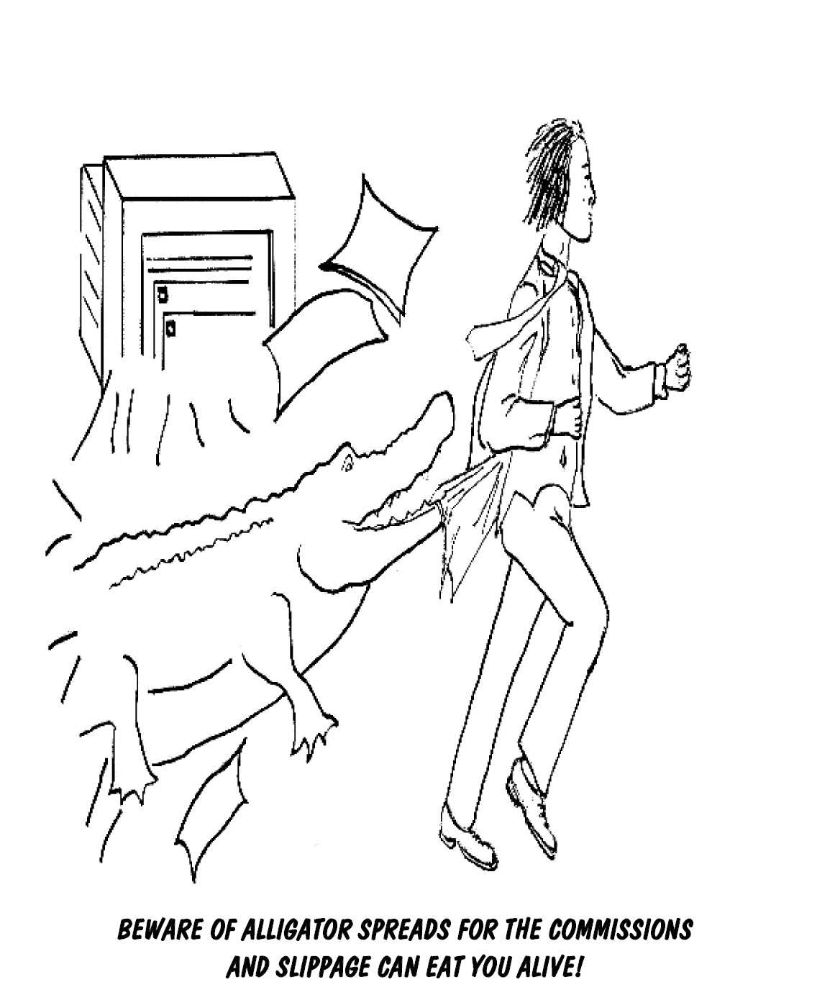 BEWARE OF ALLIGATOR SPREADS FOR THE COMMISSIONS
AND SLIPPAGE CAN EAT YOU ALIVE!